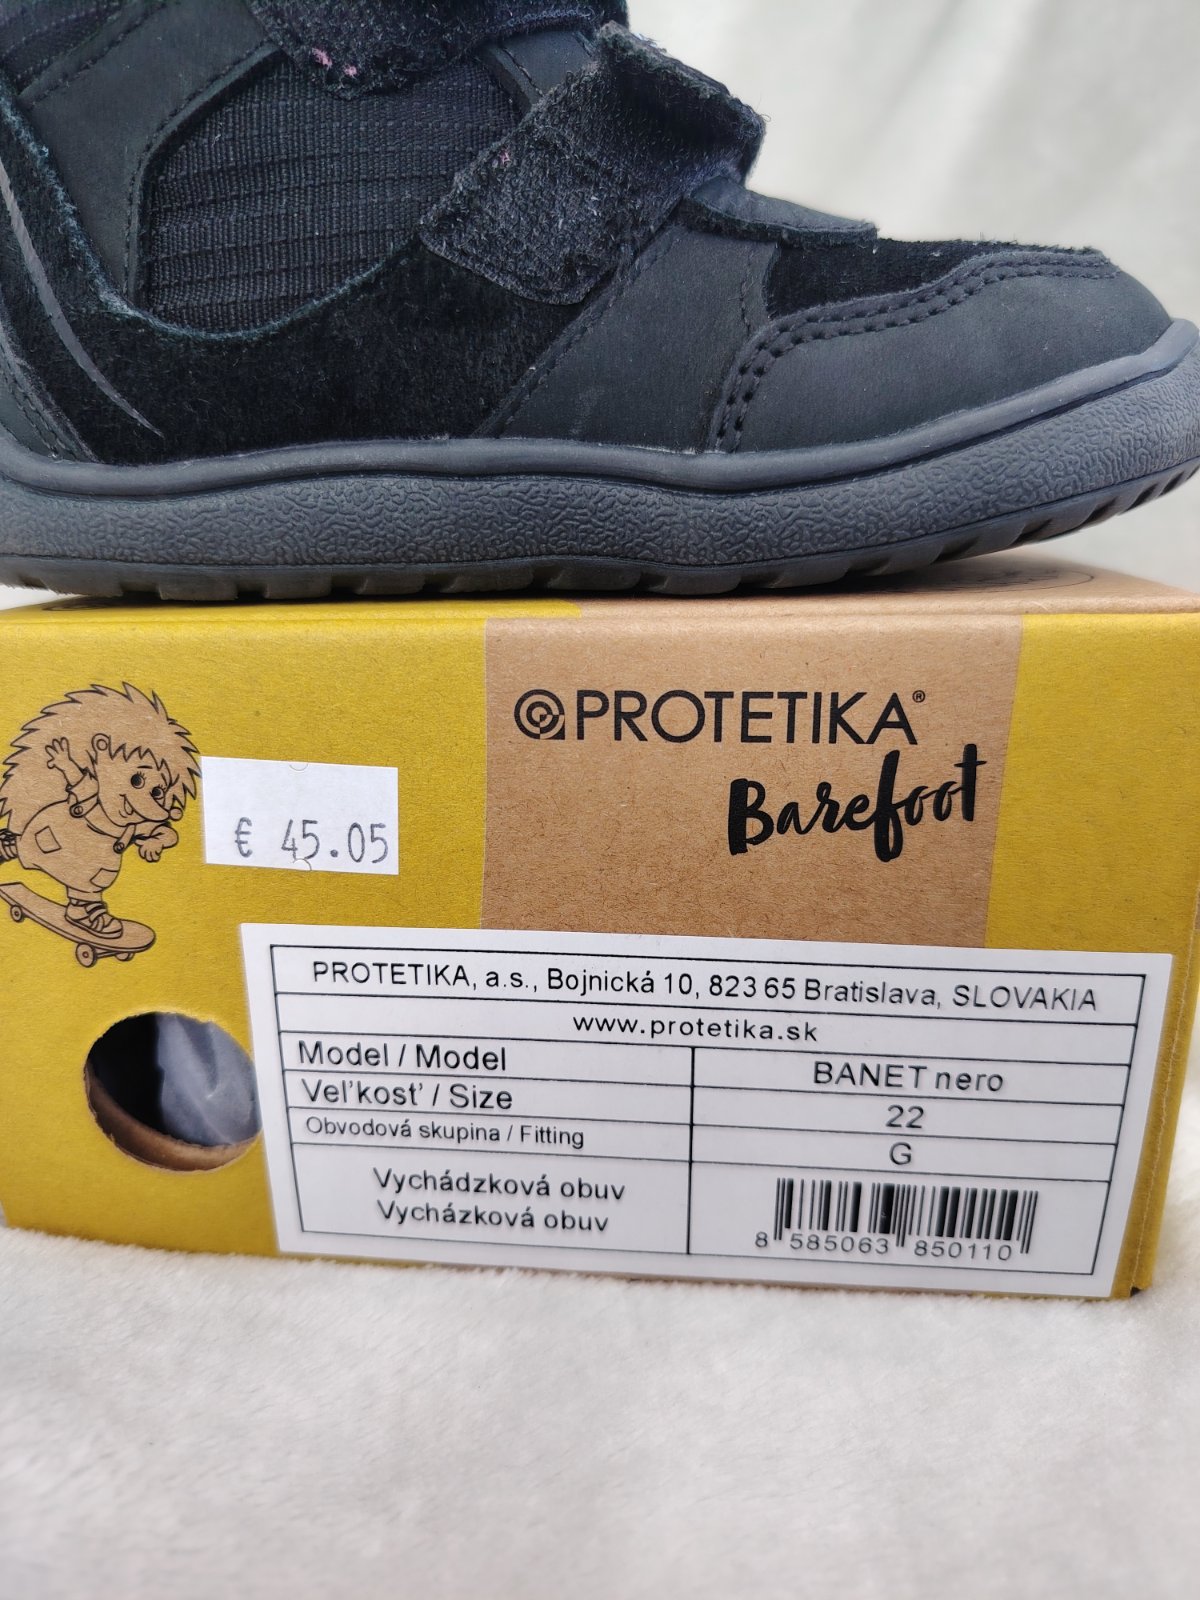 PROTETIKA®
Barefoot
€ 45.05
PROTETIKA, a.s., Bojnická 10, 823 65 Bratislava, SLOVAKIA
www.protetika.sk
Model / Model
BANET nero
Veľkosť / Size
22
Obvodová skupina / Fitting
G
Vychádzková obuv
Vycházková obuv
8 585063 850110